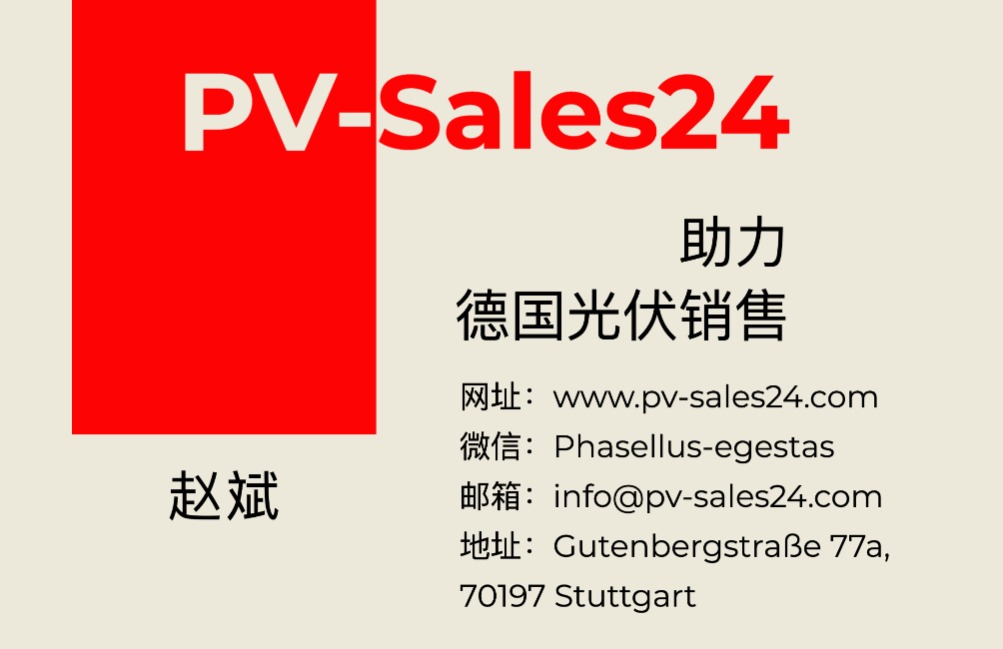 PV-Sales24
助力
德国光伏销售
网址：www.pv-sales24.com
微信：Phasellus-egestas
邮箱：info@pv-sales24.com
地址：Gutenbergstraße 77a,
70197 Stuttgart
赵斌